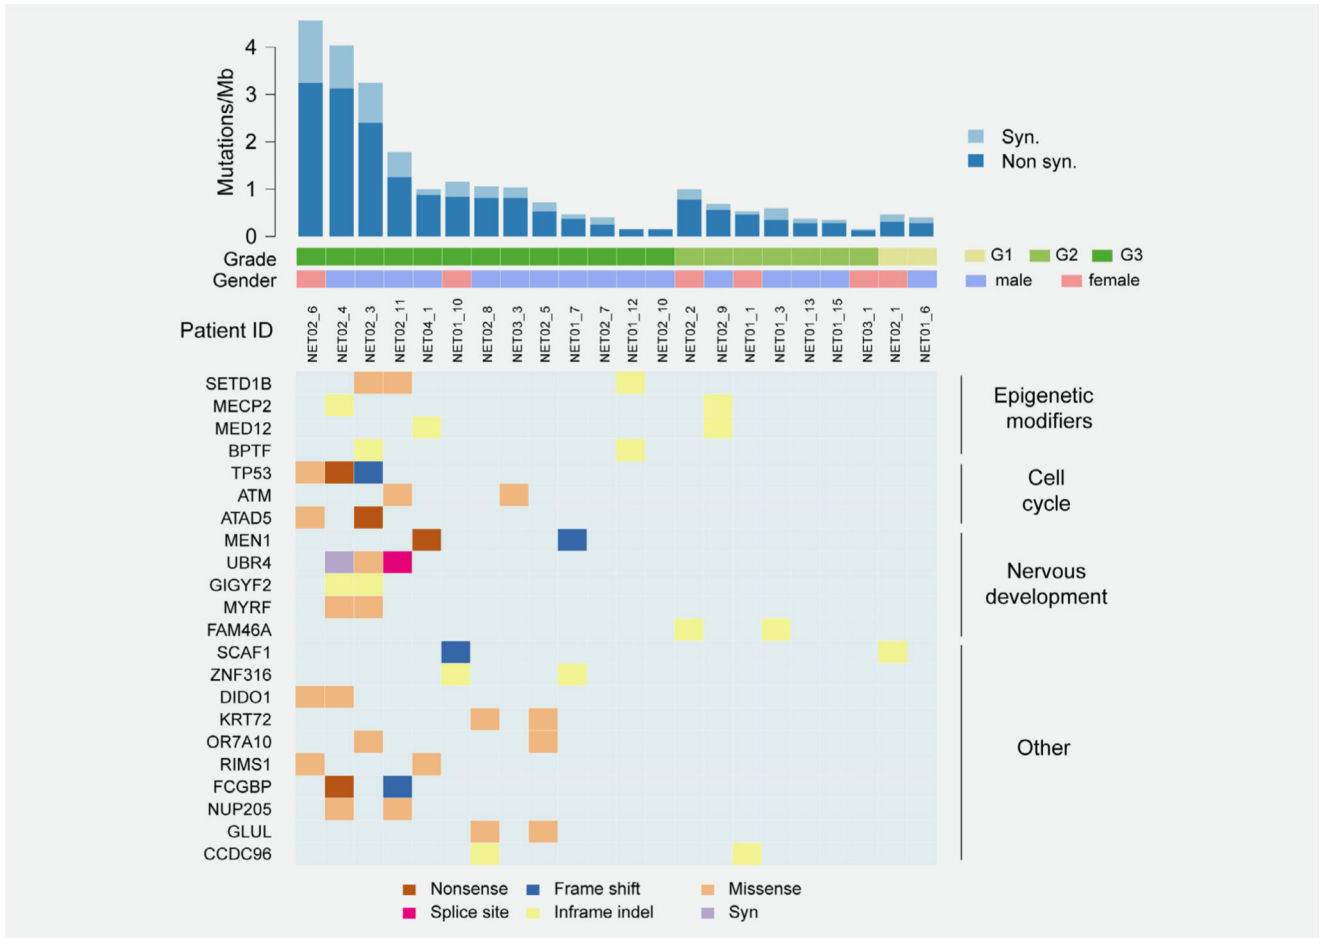 Mutations/Mb
4
3
2
1
0
Syn.
Non syn.
Grade
G1 G2 G3
Gender
male female
Patient ID
NET02_6
NET02_4
NET02_3
NET02_11
NET04_1
NET01_10
NET02_8
NET03_3
NET02_5
NET01_7
NET02_7
NET01_12
NET02_10
NET02_2
NET02_9
NET01_1
NET01_3
NET01_13
NET01_15
NET03_1
NET02_1
NET01_6
SETD1B
MECP2
MED12
BPTF
Epigenetic
modifiers
TP53
ATM
ATAD5
Cell
cycle
MEN1
UBR4
GIGYF2
MYRF
FAM46A
Nervous
development
SCAF1
ZNF316
DIDO1
KRT72
OR7A10
RIMS1
FCGBP
NUP205
GLUL
CCDC96
Other
Nonsense Frame shift Missense
Splice site Inframe indel Syn